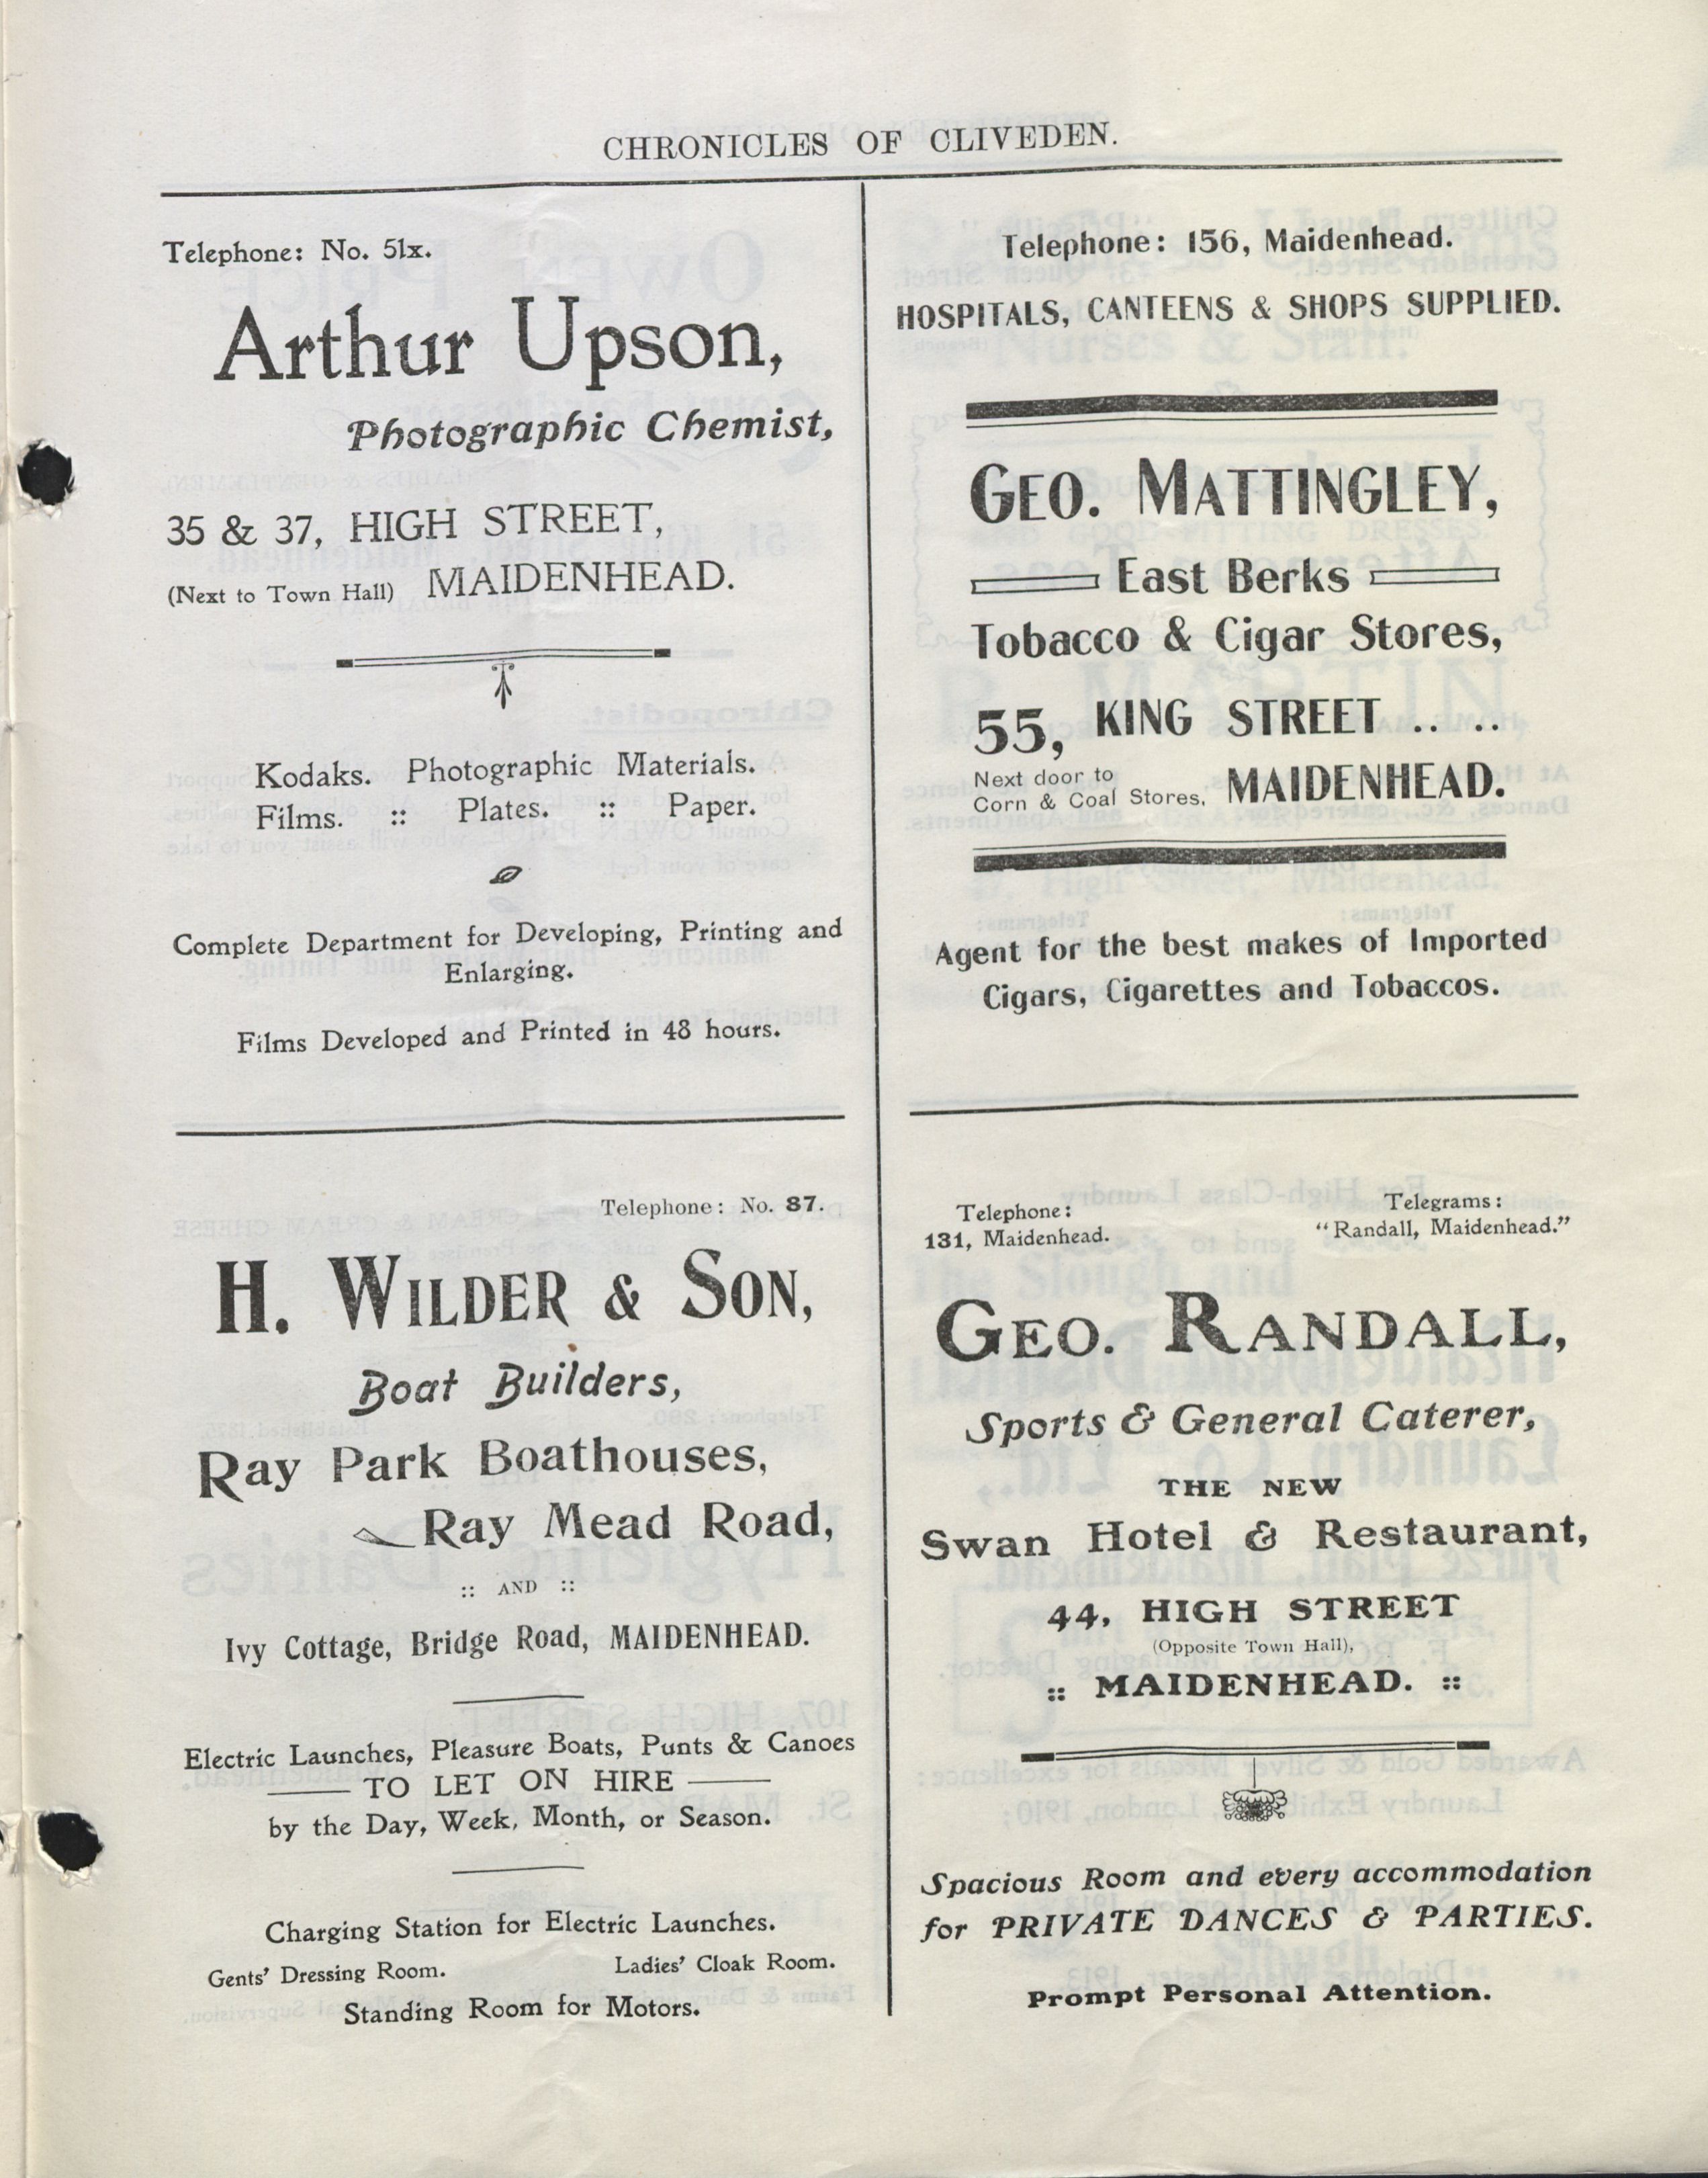 CHRONICLES OF CLIVEDEN.
Telephone: No. 51x.
Arthur Upson,
Photographic Chemist,
35 & 37, HIGH STREET,
(Next to Town Hall) MAIDENHEAD.
Kodaks. Photographic Materials.
Films. :: Plates. :: Paper.
Complete Department for Developing, Printing and
Enlarging.
Films Developed and Printed in 48 hours.
Telephone: 156, Maidenhead.
HOSPITALS, CANTEENS & SHOPS SUPPLIED.
GEO. MATTINGLEY,
East Berks
Tobacco & Cigar Stores,
55, KING STREET .. ..
Next door to
Corn & Coal Stores, MAIDENHEAD.
Agent for the best makes of Imported
Cigars, Cigarettes and Tobaccos.
Telephone: No. 87.
H. WILDER & SON,
Boat Builders,
Ray Park Boathouses,
Ray Mead Road,
:: AND ::
Ivy Cottage, Bridge Road, MAIDENHEAD.
Electric Launches, Pleasure Boats, Punts & Canoes
TO LET ON HIRE
by the Day, Week, Month, or Season.
Charging Station for Electric Launches.
Gents' Dressing Room. Ladies' Cloak Room.
Standing Room for Motors.
Telephone: Telegrams:
131, Maidenhead. "Randall, Maidenhead."
GEO. RANDALL,
Sports & General Caterer,
THE NEW
Swan Hotel & Restaurant,
44, HIGH STREET
(Opposite Town Hall),
:: MAIDENHEAD. ::
Spacious Room and every accommodation
for PRIVATE DANCES & PARTIES.
Prompt Personal Attention.